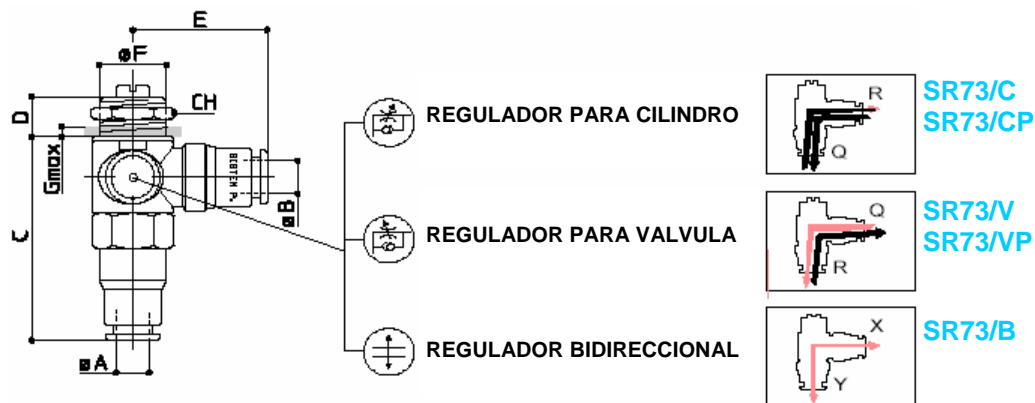 E
øF
CH
D
Gmax
C
øB
øA
REGULADOR PARA CILINDRO
R
Q
SR73/C
SR73/CP
REGULADOR PARA VALVULA
Q
R
SR73/V
SR73/VP
REGULADOR BIDIRECCIONAL
X
Y
SR73/B